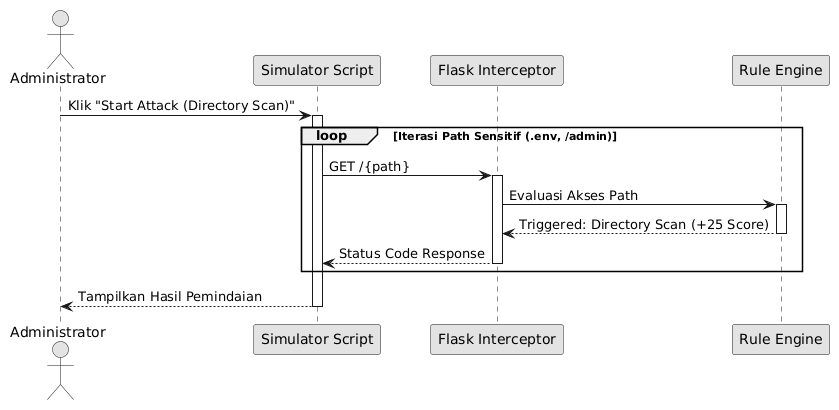 Administrator
Simulator Script
Flask Interceptor
Rule Engine
Klik "Start Attack (Directory Scan)"
loop
[Iterasi Path Sensitif (.env, /admin)]
GET /{path}
Evaluasi Akses Path
Triggered: Directory Scan (+25 Score)
Status Code Response
Tampilkan Hasil Pemindaian
Administrator
Simulator Script
Flask Interceptor
Rule Engine